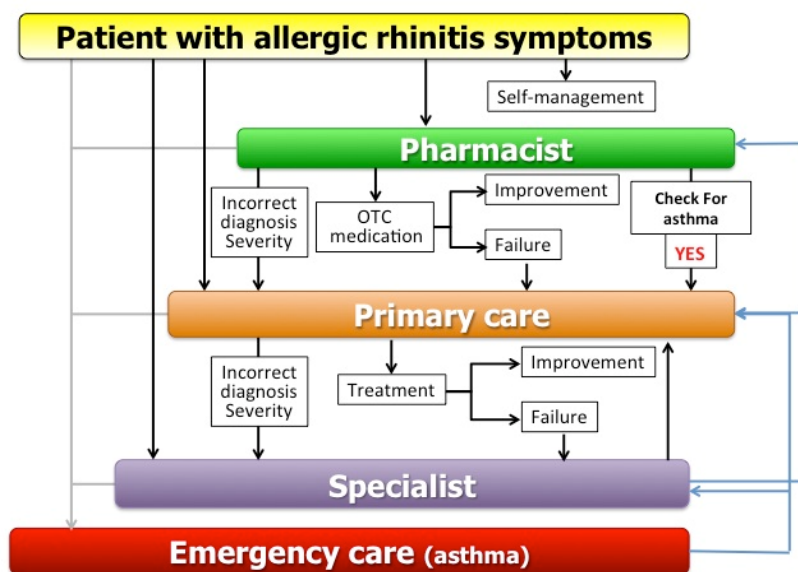 Patient with allergic rhinitis symptoms
Self-management
Pharmacist
Incorrect
diagnosis
Severity
OTC
medication
Improvement
Failure
Check For
asthma
YES
Primary care
Incorrect
diagnosis
Severity
Treatment
Improvement
Failure
Specialist
Emergency care (asthma)